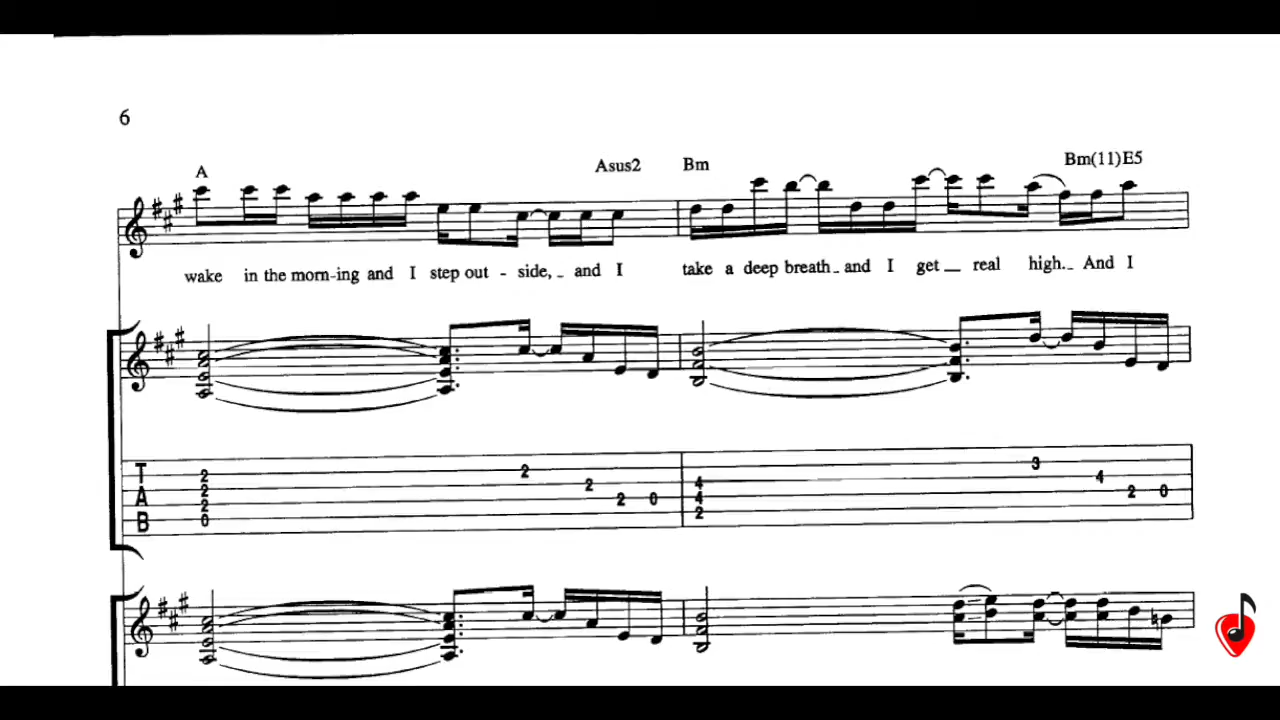 6
A Asus2 Bm Bm(11) E5
wake in the morn-ing and I step out - side, _ and I take a deep breath _ and I get _ real high. _ And I
T
A
B
2 2 2 0 2 2 2 0 4 4 2 3 4 2 0